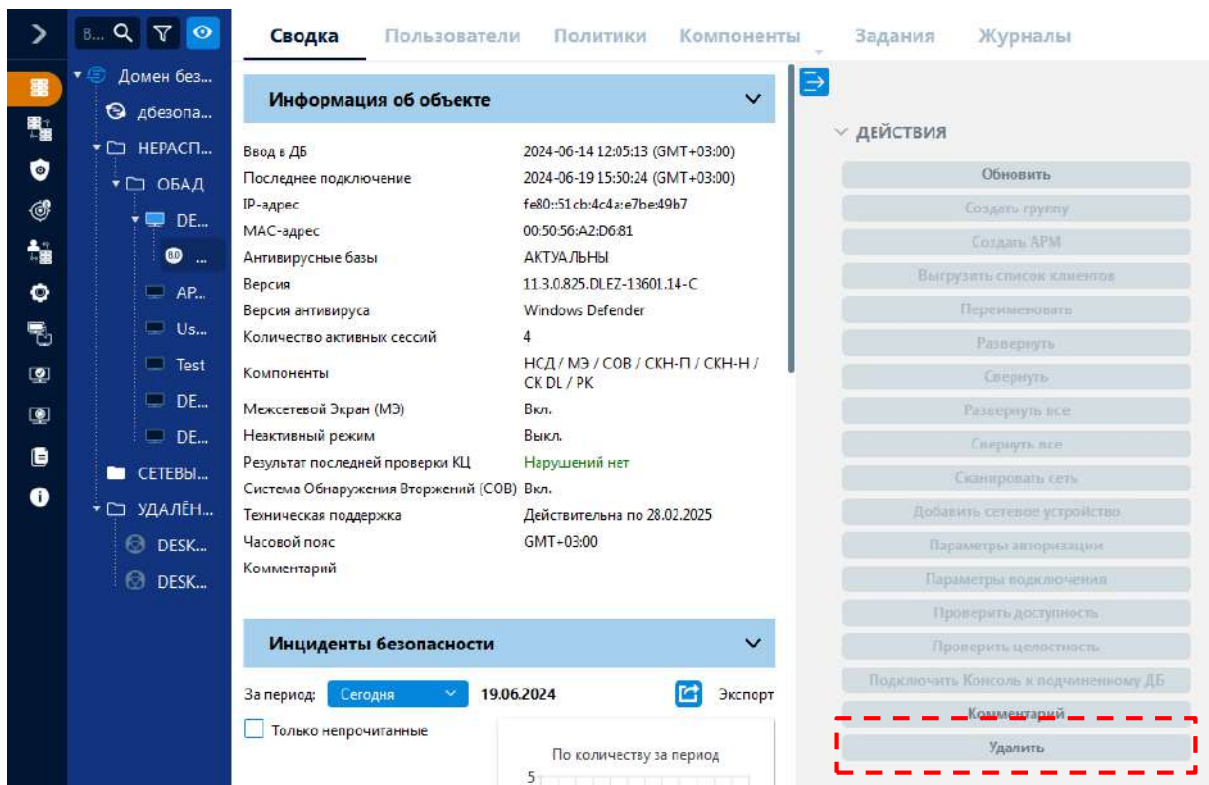 В...
Сводка Пользователи Политики Компоненты Задания Журналы
Домен без...
дбезопа...
НЕРАСП...
ОБАД
DE...
8.0 ...
AP...
Us...
Test
DE...
DE...
СЕТЕВЫ...
УДАЛЁН...
DESK...
DESK...
Информация об объекте
Ввод в ДБ 2024-06-14 12:05:13 (GMT+03:00)
Последнее подключение 2024-06-19 15:50:24 (GMT+03:00)
IP-адрес fe80::51cb:4c4a:e7be:49b7
MAC-адрес 00:50:56:A2:D6:81
Антивирусные базы АКТУАЛЬНЫ
Версия 11.3.0.825.DLEZ-13601.14-C
Версия антивируса Windows Defender
Количество активных сессий 4
Компоненты НСД / МЭ / СОВ / СКН-П / СКН-Н /
СК DL / РК
Межсетевой Экран (МЭ) Вкл.
Неактивный режим Выкл.
Результат последней проверки КЦ Нарушений нет
Система Обнаружения Вторжений (СОВ) Вкл.
Техническая поддержка Действительна по 28.02.2025
Часовой пояс GMT+03:00
Комментарий
Инциденты безопасности
За период: Сегодня 19.06.2024 Экспорт
Только непрочитанные
По количеству за период
5
ДЕЙСТВИЯ
Обновить
Создать группу
Создать АРМ
Выгрузить список клиентов
Переименовать
Развернуть
Свернуть
Развернуть все
Свернуть все
Сканировать сеть
Добавить сетевое устройство
Параметры авторизации
Параметры подключения
Проверить доступность
Проверить целостность
Подключить Консоль к подчиненному ДБ
Комментарий
Удалить